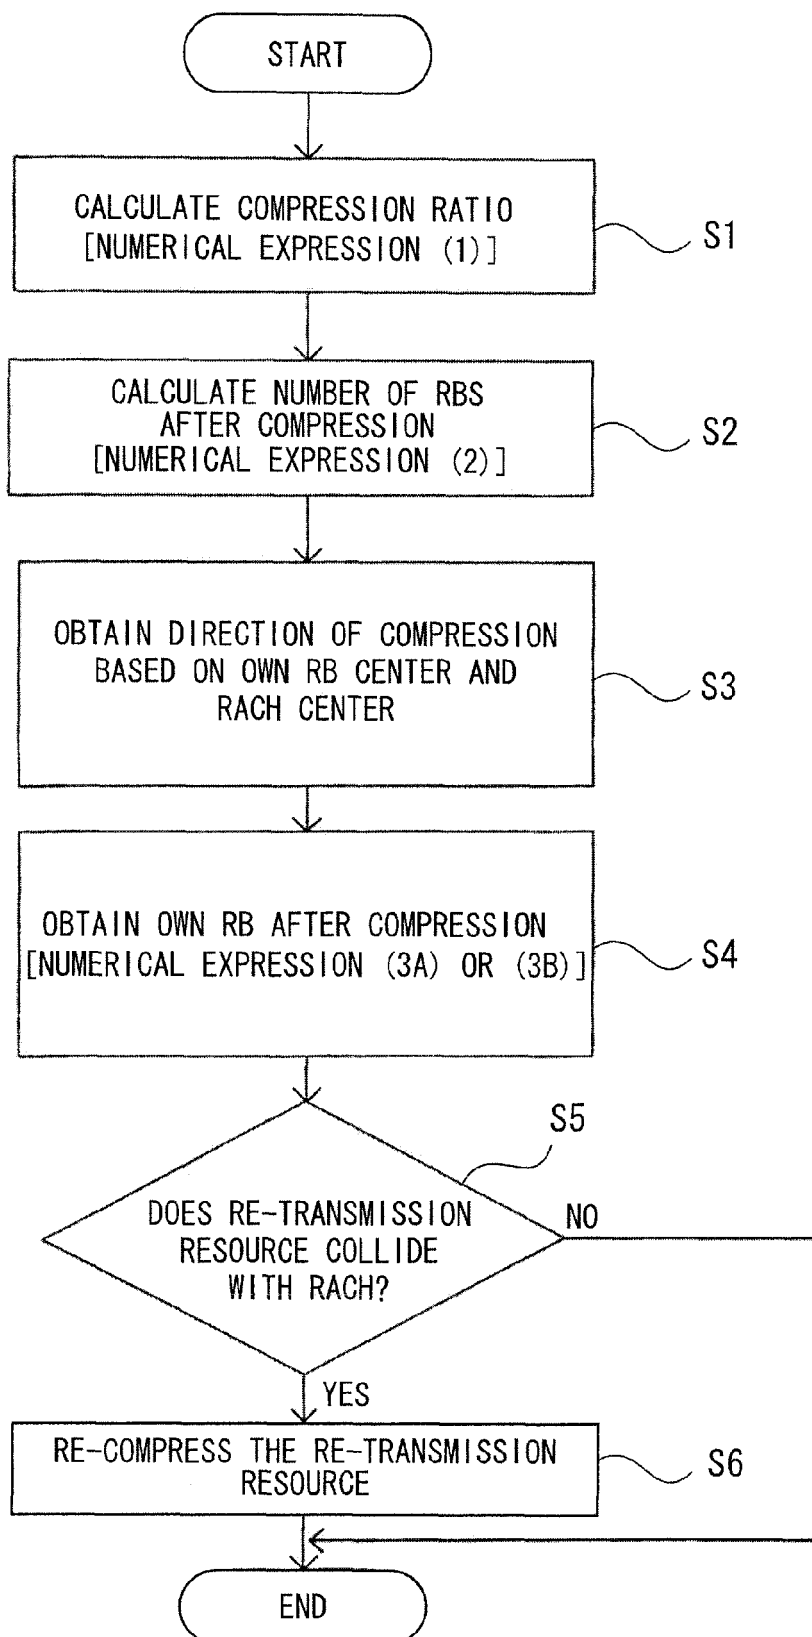 START
CALCULATE COMPRESSION RATIO
[NUMERICAL EXPRESSION (1)]
S1
CALCULATE NUMBER OF RBS
AFTER COMPRESSION
[NUMERICAL EXPRESSION (2)]
S2
OBTAIN DIRECTION OF COMPRESSION
BASED ON OWN RB CENTER AND
RACH CENTER
S3
OBTAIN OWN RB AFTER COMPRESSION
[NUMERICAL EXPRESSION (3A) OR (3B)]
S4
S5
DOES RE-TRANSMISSION
RESOURCE COLLIDE
WITH RACH?
NO
YES
RE-COMPRESS THE RE-TRANSMISSION
RESOURCE
S6
END